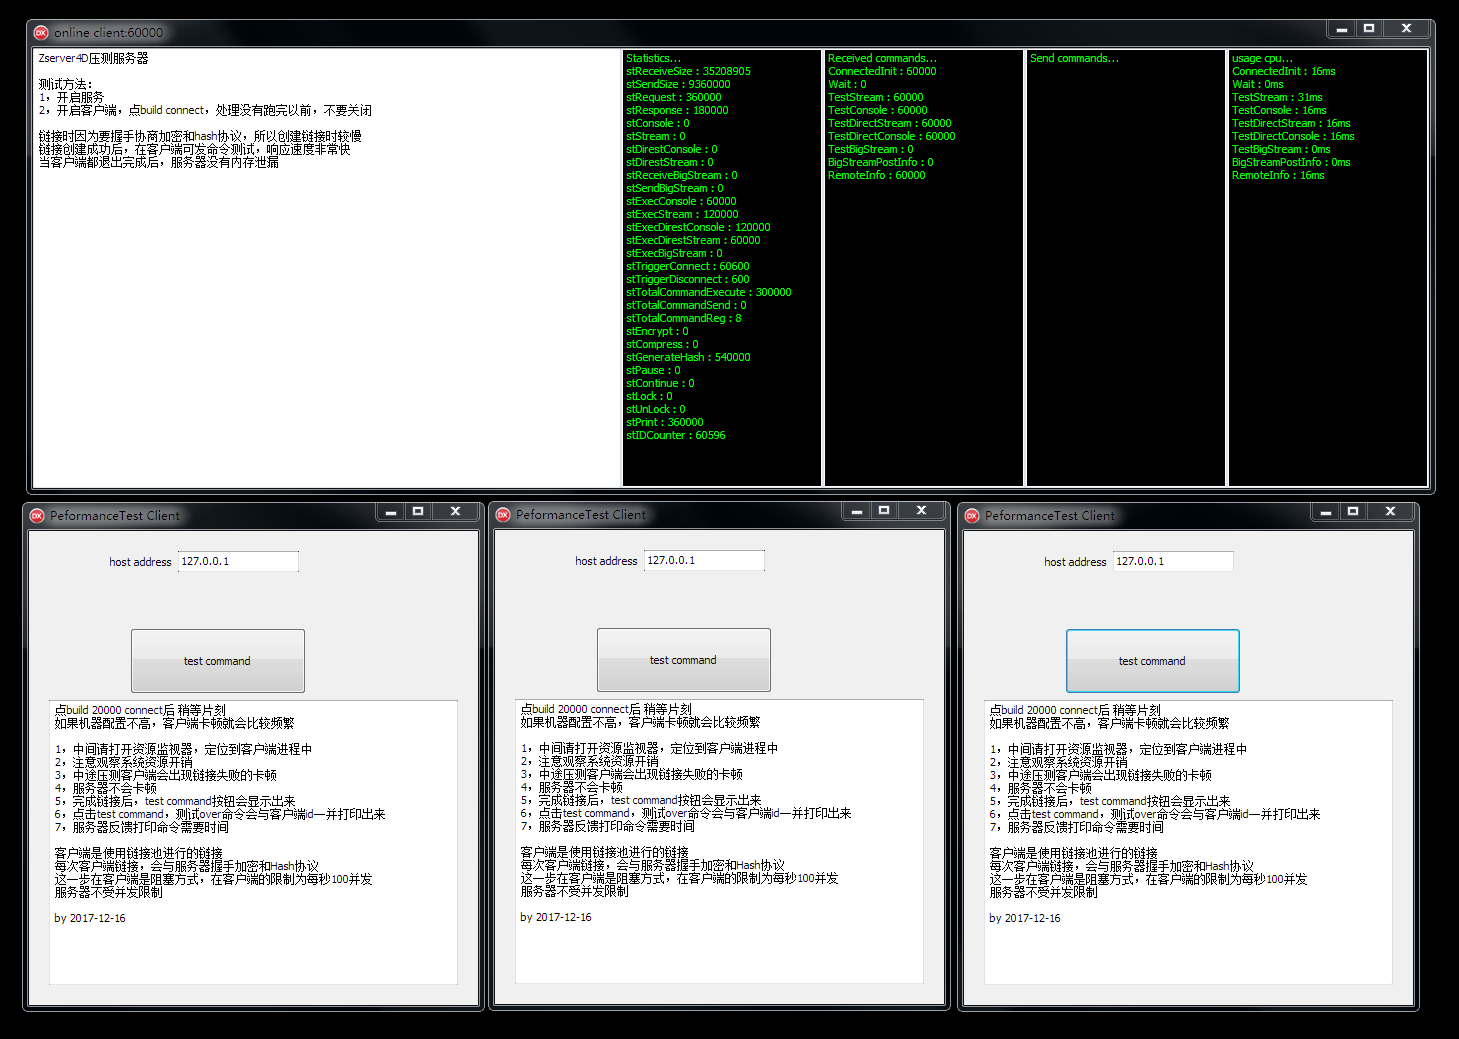 online client:60000
Zserver4D压测服务器
测试方法：
1，开启服务
2，开启客户端，点build connect，处理没有跑完以前，不要关闭
链接时因为要握手协商加密和hash协议，所以创建链接时较慢
链接创建成功后，在客户端可发命令测试，响应速度非常快
当客户端都退出完成后，服务器没有内存泄漏
Statistics...
stReceiveSize : 35208905
stSendSize : 9360000
stRequest : 360000
stResponse : 180000
stConsole : 0
stStream : 0
stDirestConsole : 0
stDirestStream : 0
stReceiveBigStream : 0
stSendBigStream : 0
stExecConsole : 60000
stExecStream : 120000
stExecDirestConsole : 120000
stExecDirestStream : 60000
stExecBigStream : 0
stTriggerConnect : 60600
stTriggerDisconnect : 600
stTotalCommandExecute : 300000
stTotalCommandSend : 0
stTotalCommandReg : 8
stEncrypt : 0
stCompress : 0
stGenerateHash : 540000
stPause : 0
stContinue : 0
stLock : 0
stUnLock : 0
stPrint : 360000
stIDCounter : 60596
Received commands...
ConnectedInit : 60000
Wait : 0
TestStream : 60000
TestConsole : 60000
TestDirectStream : 60000
TestDirectConsole : 60000
TestBigStream : 0
BigStreamPostInfo : 0
RemoteInfo : 60000
Send commands...
usage cpu...
ConnectedInit : 16ms
Wait : 0ms
TestStream : 31ms
TestConsole : 16ms
TestDirectStream : 16ms
TestDirectConsole : 16ms
TestBigStream : 0ms
BigStreamPostInfo : 0ms
RemoteInfo : 16ms
PeformanceTest Client
host address 127.0.0.1
test command
点build 20000 connect后 稍等片刻
如果机器配置不高，客户端卡顿就会比较频繁
1，中间请打开资源监视器，定位到客户端进程中
2，注意观察系统资源开销
3，中途压测客户端会出现链接失败的卡顿
4，服务器不会卡顿
5，完成链接后，test command按钮会显示出来
6，点击test command，测试over命令会与客户端id一并打印出来
7，服务器反馈打印命令需要时间
客户端是使用链接池进行的链接
每次客户端链接，会与服务器握手加密和Hash协议
这一步在客户端是阻塞方式，在客户端的限制为每秒100并发
服务器不受并发限制
by 2017-12-16
PeformanceTest Client
host address 127.0.0.1
test command
点build 20000 connect后 稍等片刻
如果机器配置不高，客户端卡顿就会比较频繁
1，中间请打开资源监视器，定位到客户端进程中
2，注意观察系统资源开销
3，中途压测客户端会出现链接失败的卡顿
4，服务器不会卡顿
5，完成链接后，test command按钮会显示出来
6，点击test command，测试over命令会与客户端id一并打印出来
7，服务器反馈打印命令需要时间
客户端是使用链接池进行的链接
每次客户端链接，会与服务器握手加密和Hash协议
这一步在客户端是阻塞方式，在客户端的限制为每秒100并发
服务器不受并发限制
by 2017-12-16
PeformanceTest Client
host address 127.0.0.1
test command
点build 20000 connect后 稍等片刻
如果机器配置不高，客户端卡顿就会比较频繁
1，中间请打开资源监视器，定位到客户端进程中
2，注意观察系统资源开销
3，中途压测客户端会出现链接失败的卡顿
4，服务器不会卡顿
5，完成链接后，test command按钮会显示出来
6，点击test command，测试over命令会与客户端id一并打印出来
7，服务器反馈打印命令需要时间
客户端是使用链接池进行的链接
每次客户端链接，会与服务器握手加密和Hash协议
这一步在客户端是阻塞方式，在客户端的限制为每秒100并发
服务器不受并发限制
by 2017-12-16